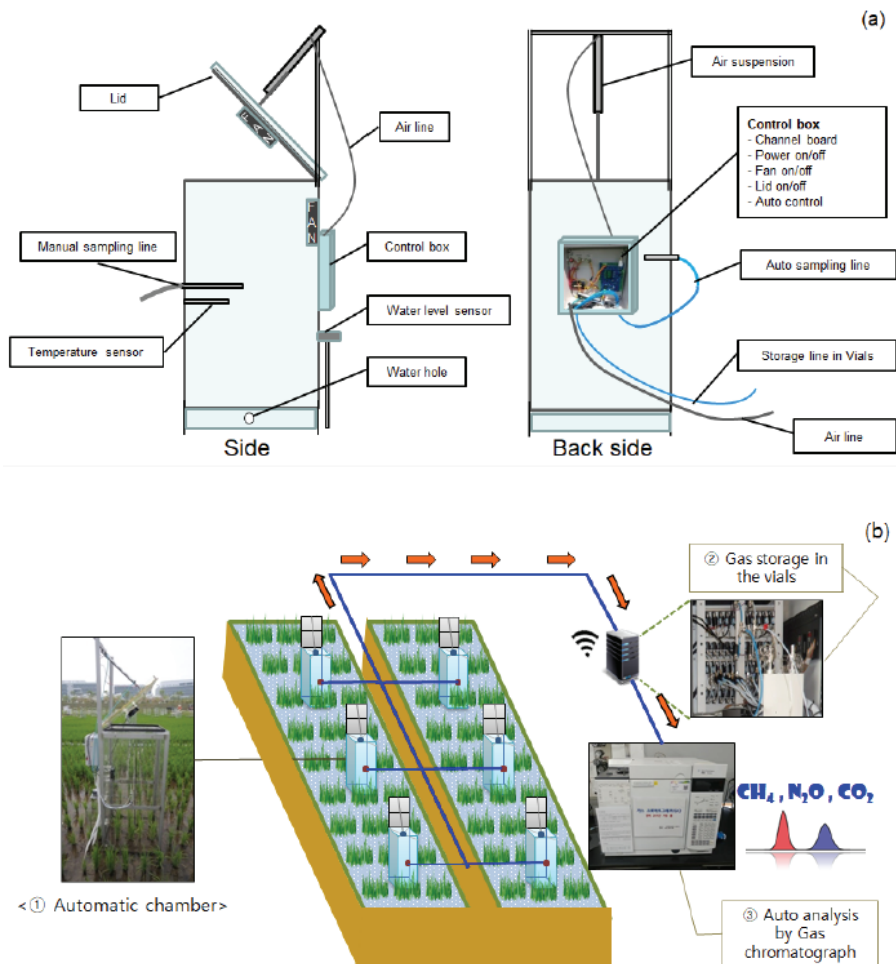 (a)
Lid
FAN
Air line
FAN
Manual sampling line
Control box
Water level sensor
Temperature sensor
Water hole
Side
Air suspension
Control box
- Channel board
- Power on/off
- Fan on/off
- Lid on/off
- Auto control
Auto sampling line
Storage line in Vials
Air line
Back side
(b)
② Gas storage in
the vials
CH₄ , N₂O , CO₂
<① Automatic chamber>
③ Auto analysis
by Gas
chromatograph